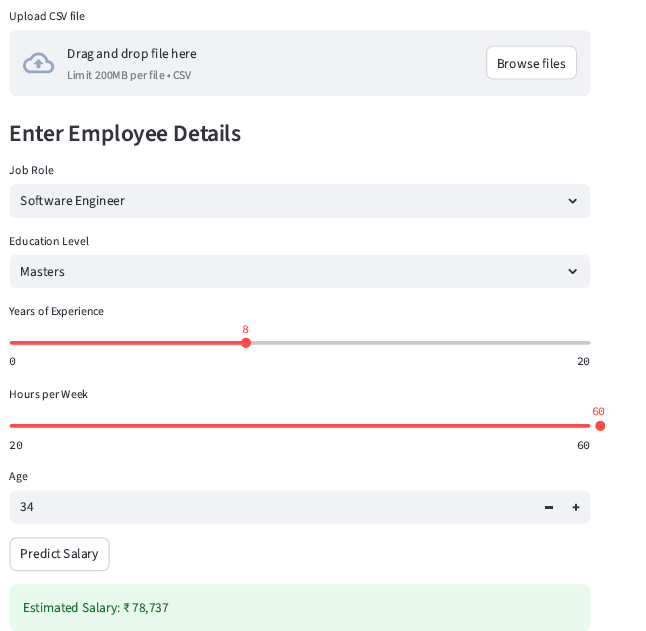 Upload CSV file
Drag and drop file here
Limit 200MB per file • CSV
Browse files
Enter Employee Details
Job Role
Software Engineer
Education Level
Masters
Years of Experience
8
0 20
Hours per Week
60
20 60
Age
34
Predict Salary
Estimated Salary: ₹ 78,737